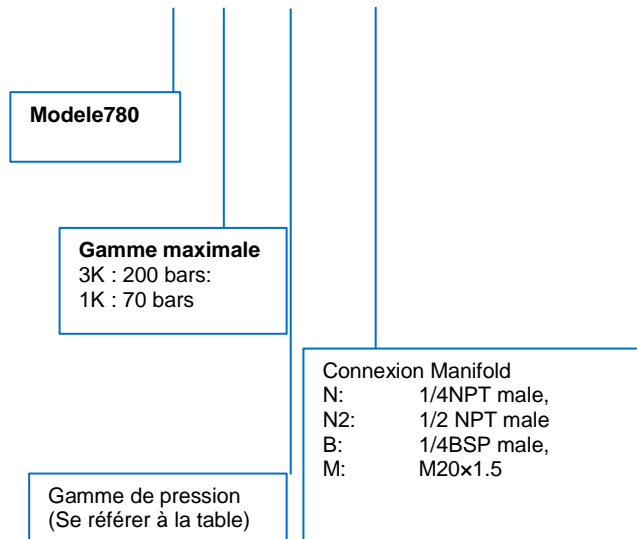 Modele780
Gamme maximale
3K : 200 bars:
1K : 70 bars
Connexion Manifold
N: 1/4NPT male,
N2: 1/2 NPT male
B: 1/4BSP male,
M: M20×1.5
Gamme de pression
(Se référer à la table)